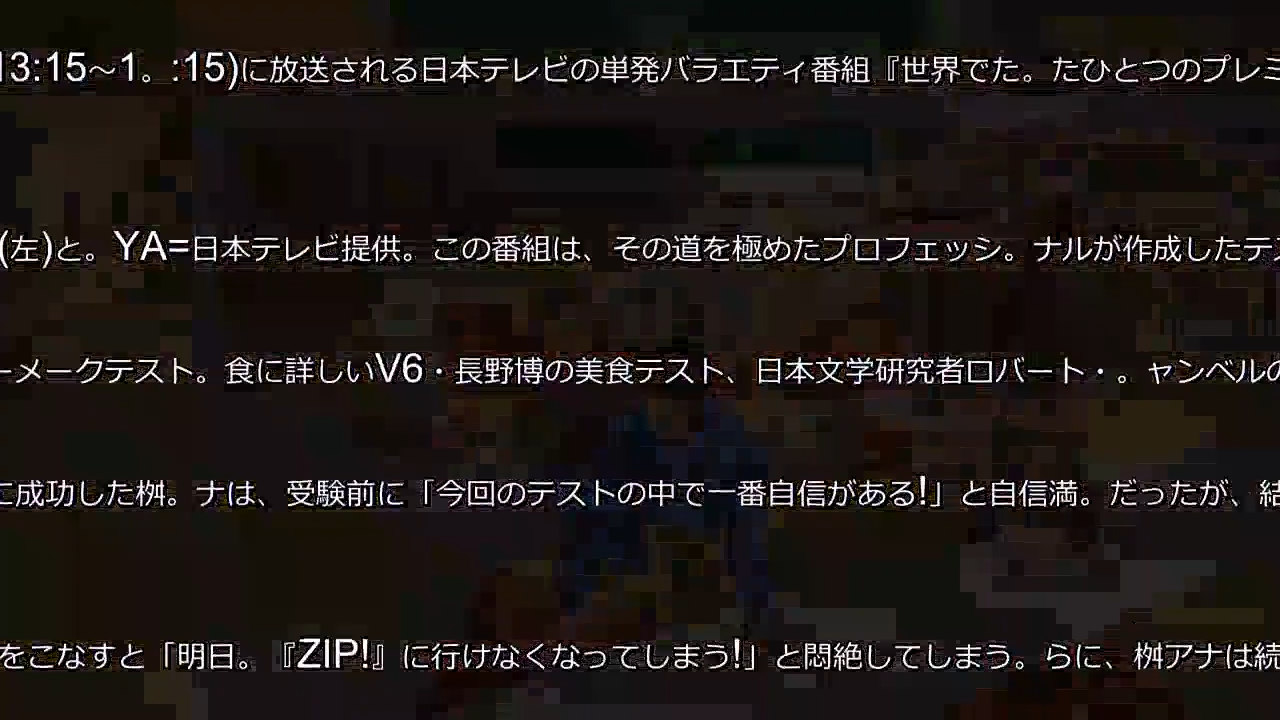 13:15～1。:15)に放送される日本テレビの単発バラエティ番組『世界でた。たひとつのプレミ
(左)と。YA=日本テレビ提供。この番組は、その道を極めたプロフェッシ。ナルが作成したテス
ーメークテスト。食に詳しいV6・長野博の美食テスト、日本文学研究者ロバート・。ャンベルの
に成功した桝。ナは、受験前に「今回のテストの中で一番自信がある!」と自信満。だったが、結
をこなすと「明日。『ZIP!』に行けなくなってしまう!」と悶絶してしまう。らに、桝アナは続